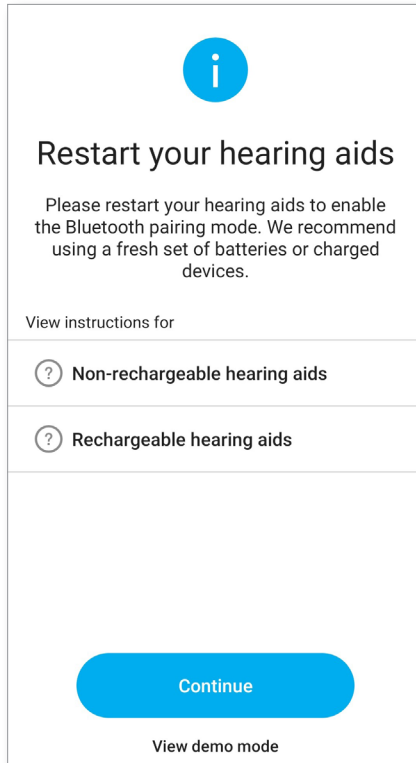 i
Restart your hearing aids
Please restart your hearing aids to enable
the Bluetooth pairing mode. We recommend
using a fresh set of batteries or charged
devices.
View instructions for
? Non-rechargeable hearing aids
? Rechargeable hearing aids
Continue
View demo mode